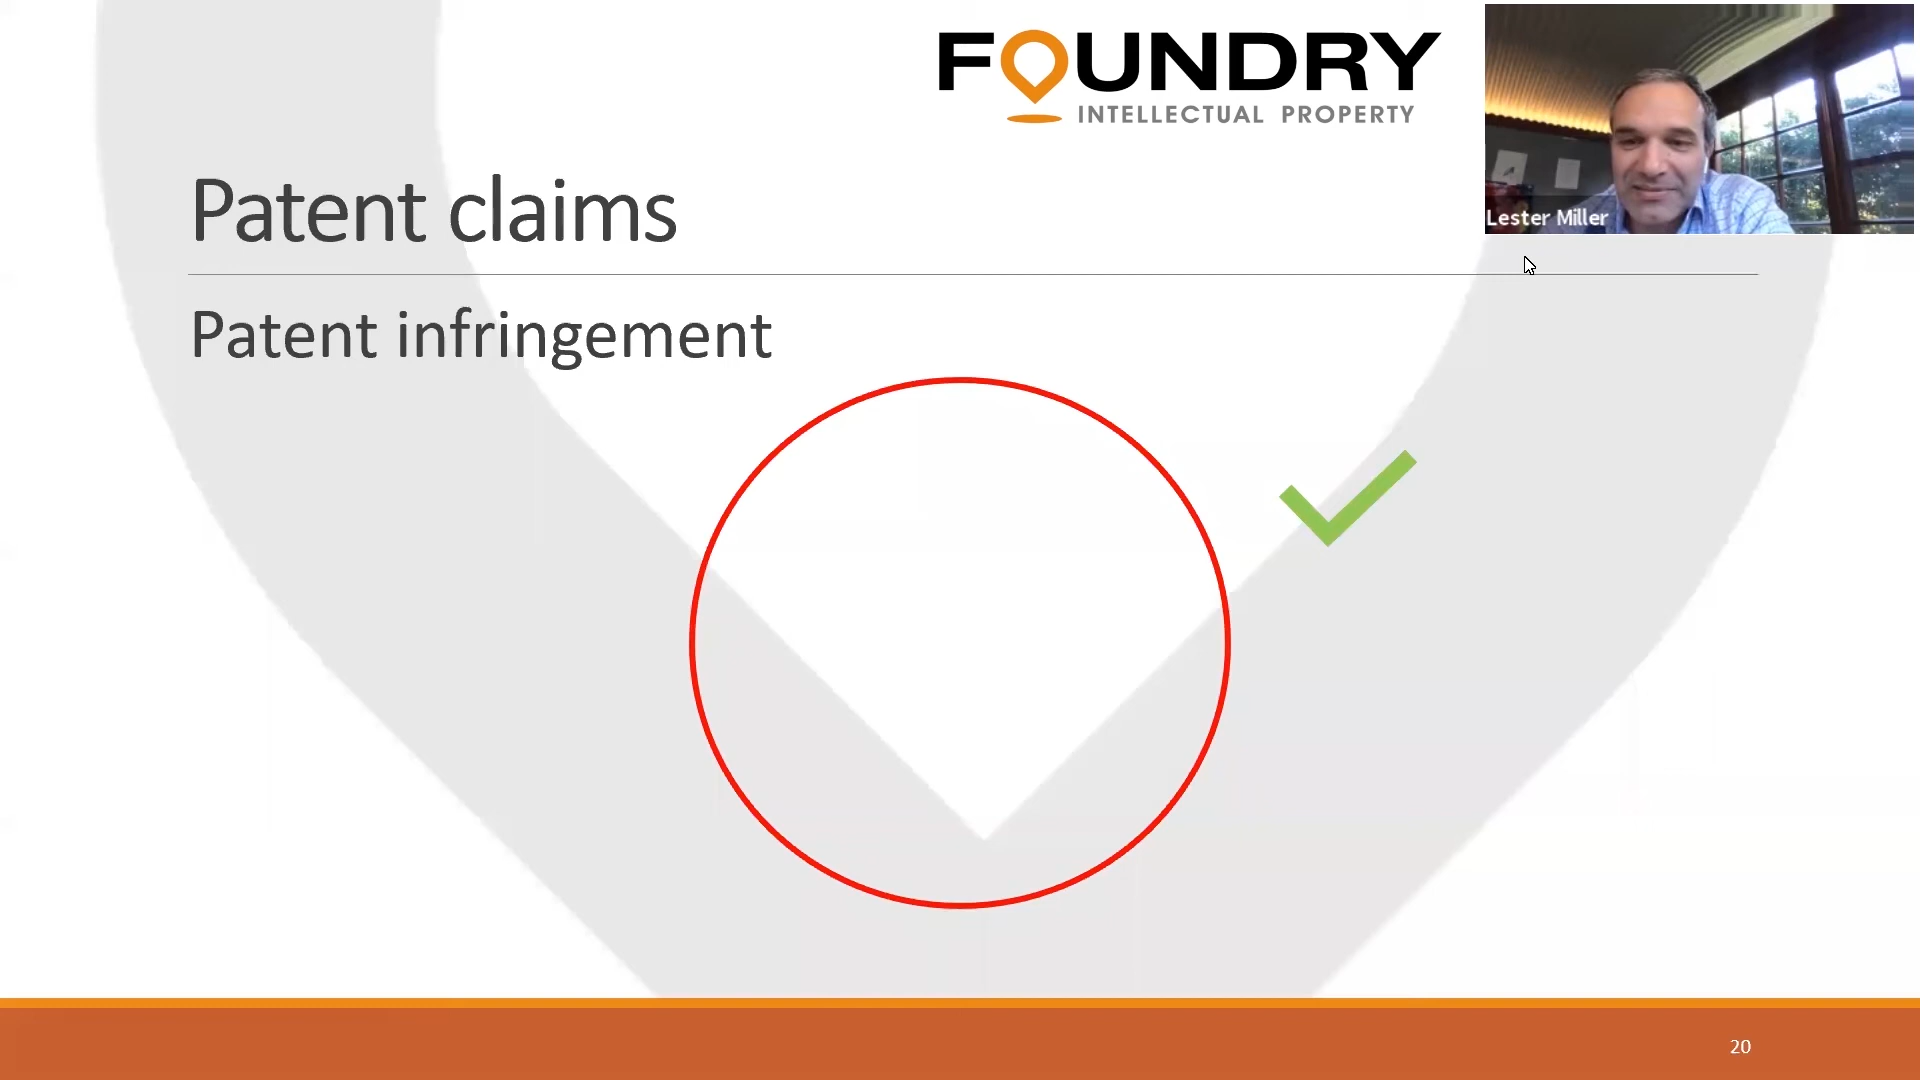 FOUNDRY
INTELLECTUAL PROPERTY
Lester Miller
Patent claims
Patent infringement
20